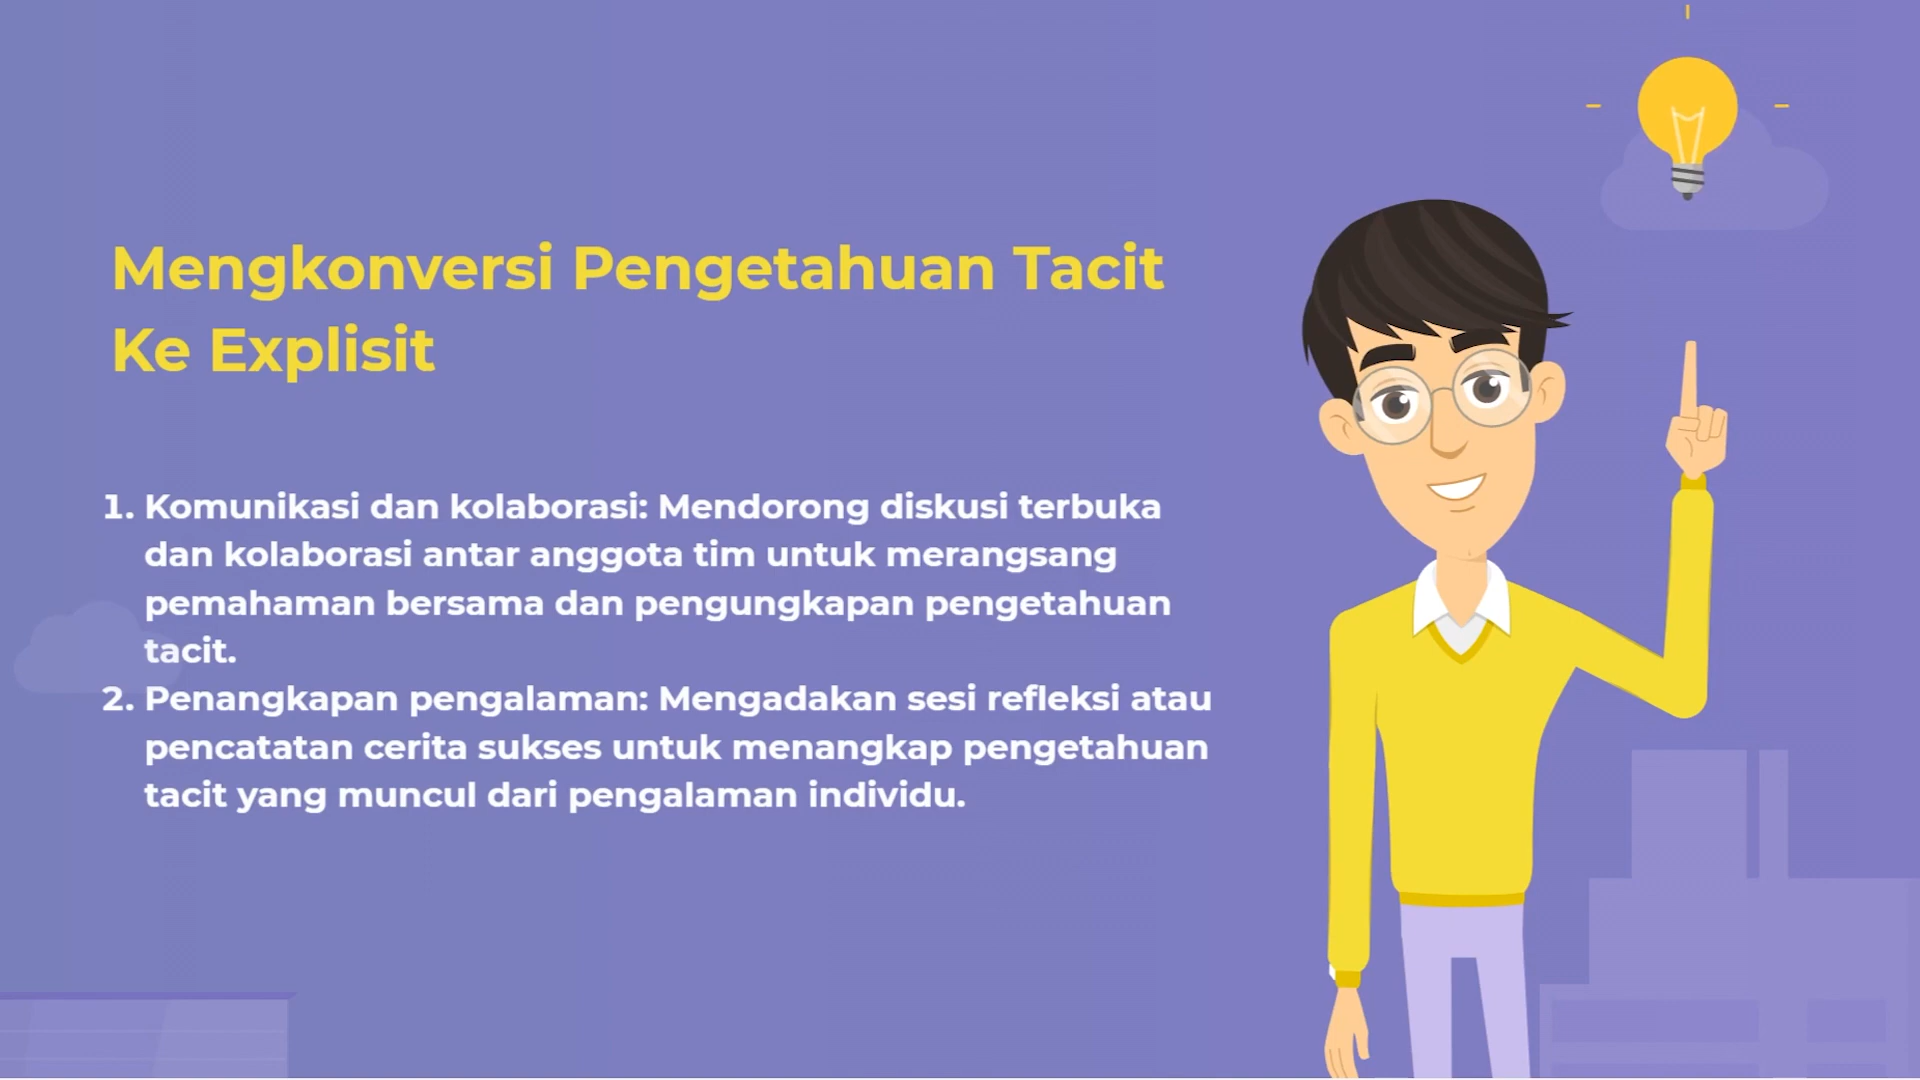 Mengkonversi Pengetahuan Tacit
Ke Explisit
1. Komunikasi dan kolaborasi: Mendorong diskusi terbuka
dan kolaborasi antar anggota tim untuk merangsang
pemahaman bersama dan pengungkapan pengetahuan
tacit.
2. Penangkapan pengalaman: Mengadakan sesi refleksi atau
pencatatan cerita sukses untuk menangkap pengetahuan
tacit yang muncul dari pengalaman individu.